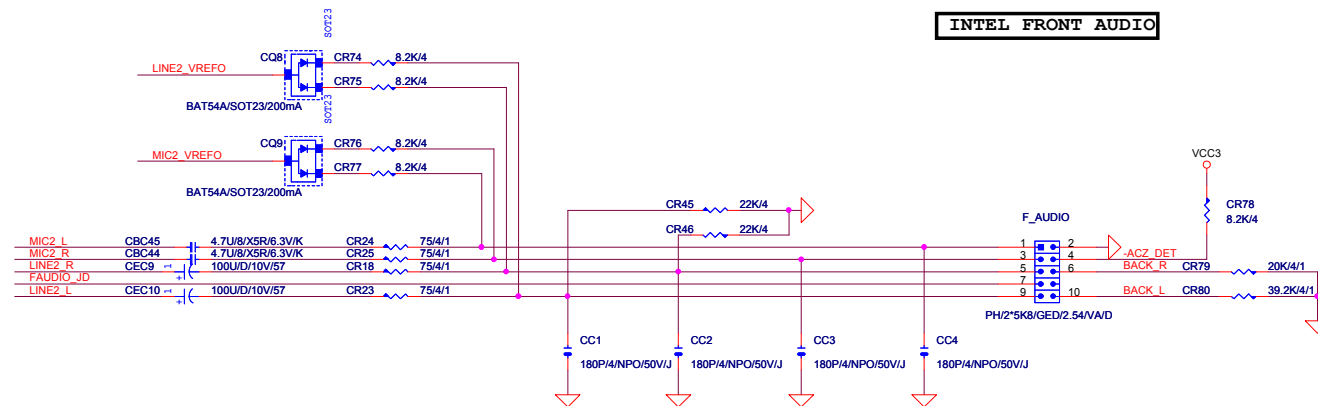 INTEL FRONT AUDIO
SOT23
CQ8
CR74 8.2K/4
LINE2_VREFO
CR75 8.2K/4
BAT54A/SOT23/200mA
SOT23
CQ9
CR76 8.2K/4
MIC2_VREFO
CR77 8.2K/4
BAT54A/SOT23/200mA
VCC3
CR45 22K/4
CR78
8.2K/4
F_AUDIO
CR46 22K/4
MIC2_L CBC45 4.7U/8/X5R/6.3V/K CR24 75/4/1 1 2
MIC2_R CBC44 4.7U/8/X5R/6.3V/K CR25 75/4/1 3 4 -ACZ_DET
LINE2_R CEC9 1 + 100U/D/10V/57 CR18 75/4/1 5 6 BACK_R CR79 20K/4/1
FAUDIO_JD 7
LINE2_L CEC10 1 + 100U/D/10V/57 CR23 75/4/1 9 10 BACK_L CR80 39.2K/4/1
PH/2*5K8/GED/2.54/VA/D
CC1 CC2 CC3 CC4
180P/4/NPO/50V/J 180P/4/NPO/50V/J 180P/4/NPO/50V/J 180P/4/NPO/50V/J